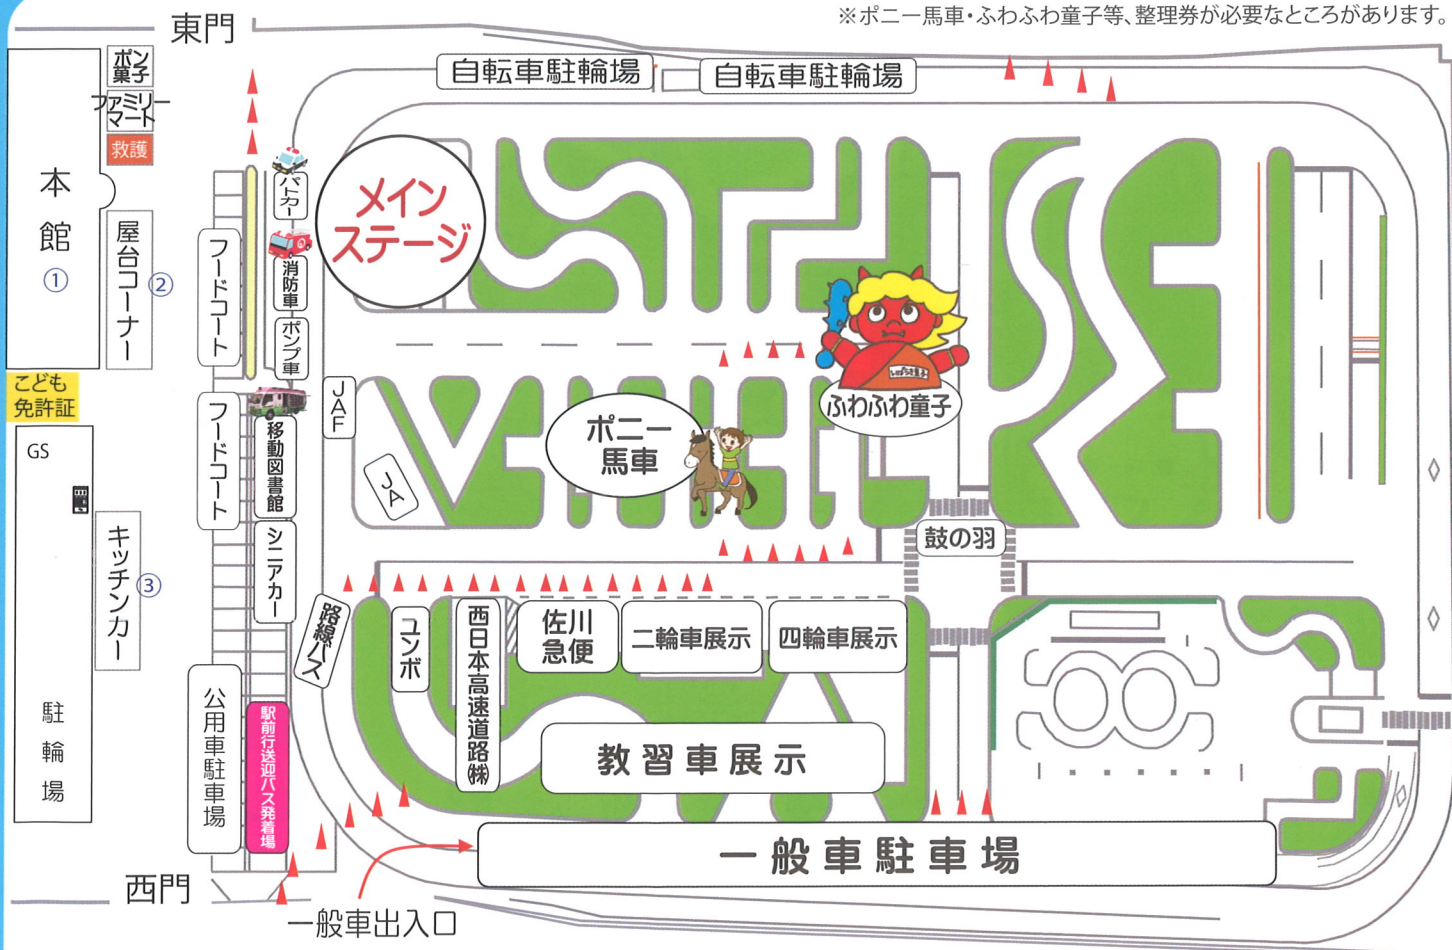 ※ポニー馬車・ふわふわ童子等、整理券が必要なところがあります。
東門
ポン
菓子
ファミリー
マート
救護
本館
①
屋台コーナー
②
こども
免許証
GS
キッチンカー
③
駐輪場
フードコート
フードコート
公用車駐車場
駅前行送迎バス発着場
パトカー
消防車
ポンプ車
移動図書館
シニアカー
JAF
JA
メイン
ステージ
自転車駐輪場
自転車駐輪場
ポニー
馬車
ふわふわ童子
鼓の羽
路線バス
ユンボ
西日本高速道路㈱
佐川
急便
二輪車展示
四輪車展示
教習車展示
一般車駐車場
西門
一般車出入口